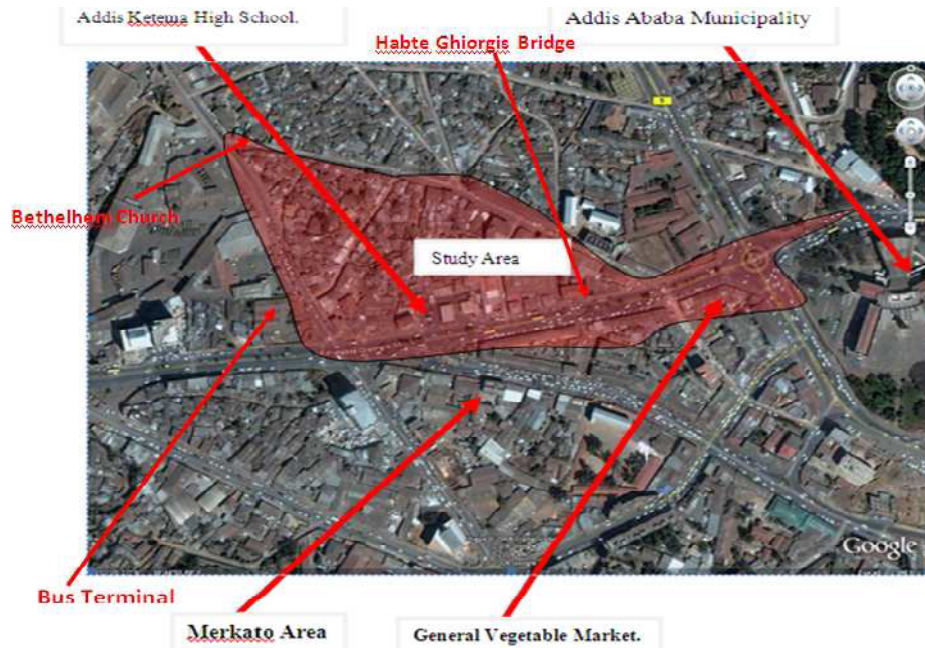 Addis Ketema High School.
Habte Ghiorgis Bridge
Addis Ababa Municipality
Bethelhem Church
Study Area
Google
Bus Terminal
Merkato Area
General Vegetable Market.